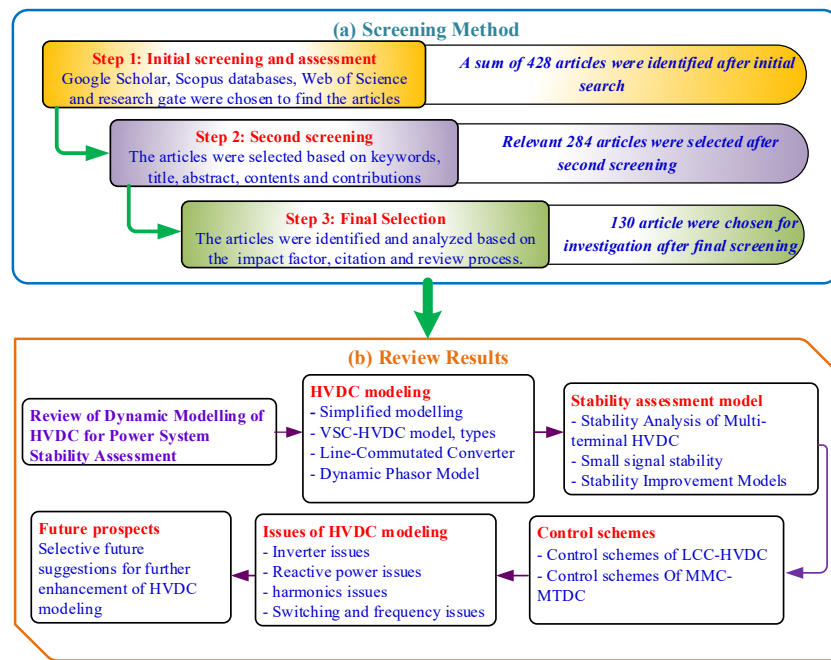 (a) Screening Method
Step 1: Initial screening and assessment
Google Scholar, Scopus databases, Web of Science
and research gate were chosen to find the articles
A sum of 428 articles were identified after initial
search
Step 2: Second screening
The articles were selected based on keywords,
title, abstract, contents and contributions
Relevant 284 articles were selected after
second screening
Step 3: Final Selection
The articles were identified and analyzed based on
the impact factor, citation and review process.
130 article were chosen for
investigation after final screening
(b) Review Results
Review of Dynamic Modelling of
HVDC for Power System
Stability Assessment
HVDC modeling
- Simplified modelling
- VSC-HVDC model, types
- Line-Commutated Converter
- Dynamic Phasor Model
Stability assessment model
- Stability Analysis of Multi-
terminal HVDC
- Small signal stability
- Stability Improvement Models
Control schemes
- Control schemes of LCC-HVDC
- Control schemes Of MMC-
MTDC
Issues of HVDC modeling
- Inverter issues
- Reactive power issues
- harmonics issues
- Switching and frequency issues
Future prospects
Selective future
suggestions for further
enhancement of HVDC
modeling